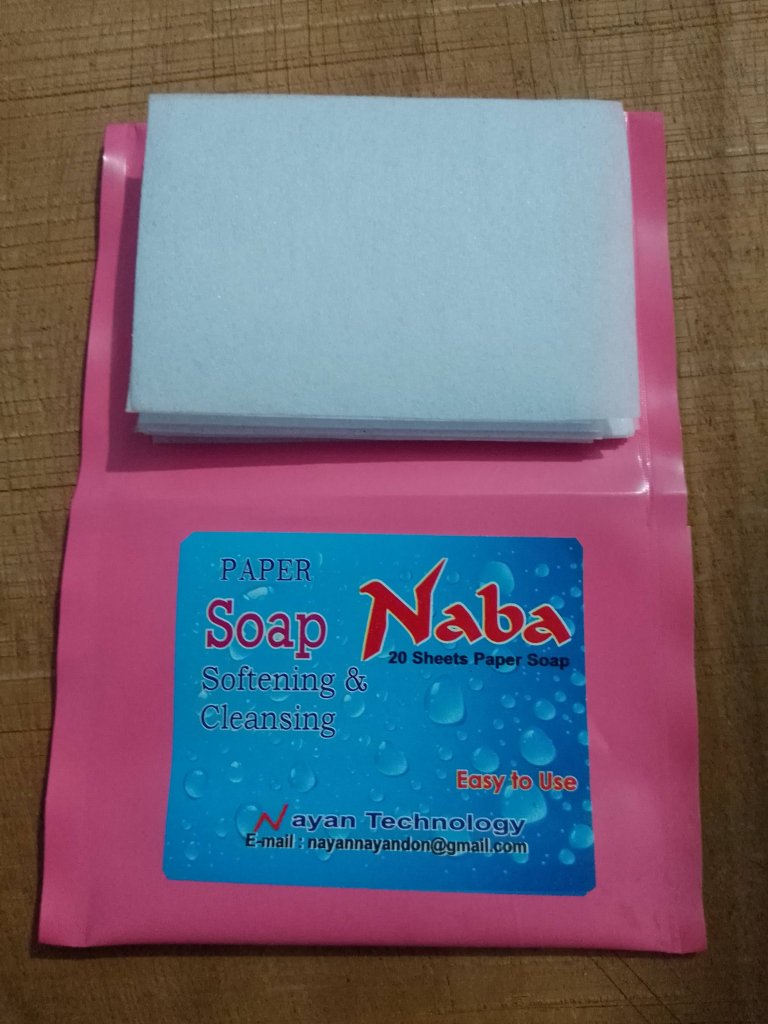 PAPER
Soap
Softening &
Cleansing
Naba
20 Sheets Paper Soap
Easy to Use
Nayan Technology
E-mail : nayannayandon@gmail.com